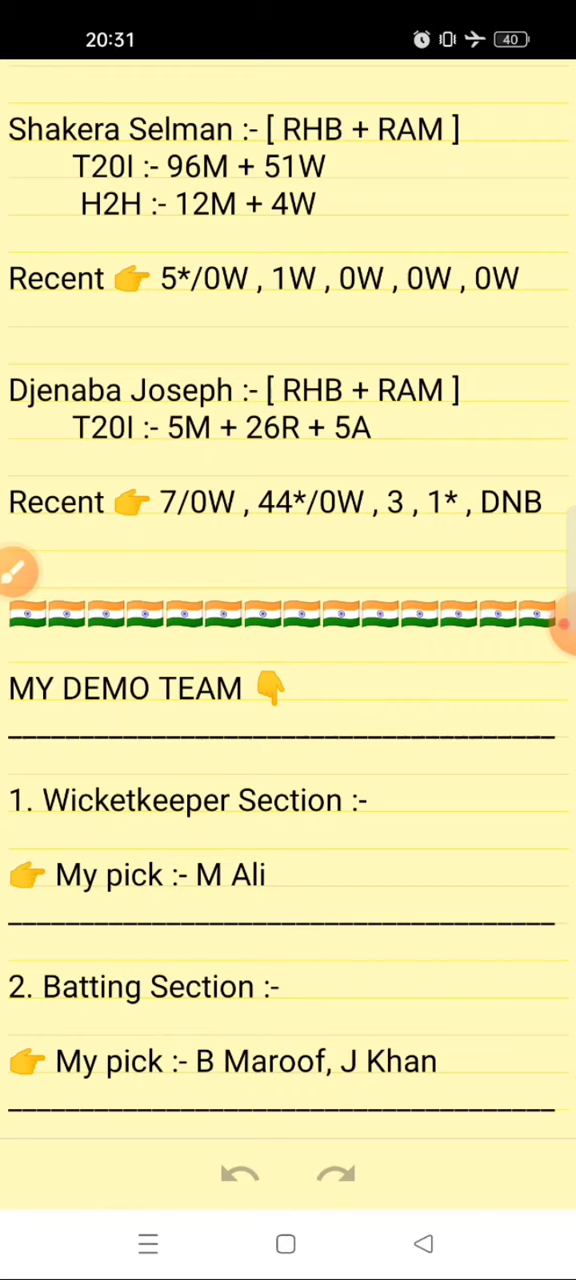 20:31
40
Shakera Selman :- [ RHB + RAM ]
T20I :- 96M + 51W
H2H :- 12M + 4W
Recent 👉 5*/0W , 1W , 0W , 0W , 0W
Djenaba Joseph :- [ RHB + RAM ]
T20I :- 5M + 26R + 5A
Recent 👉 7/0W , 44*/0W , 3 , 1* , DNB
🇮🇳🇮🇳🇮🇳🇮🇳🇮🇳🇮🇳🇮🇳🇮🇳🇮🇳🇮🇳🇮🇳🇮🇳🇮🇳🇮🇳
MY DEMO TEAM 👇
1. Wicketkeeper Section :-
👉 My pick :- M Ali
2. Batting Section :-
👉 My pick :- B Maroof, J Khan